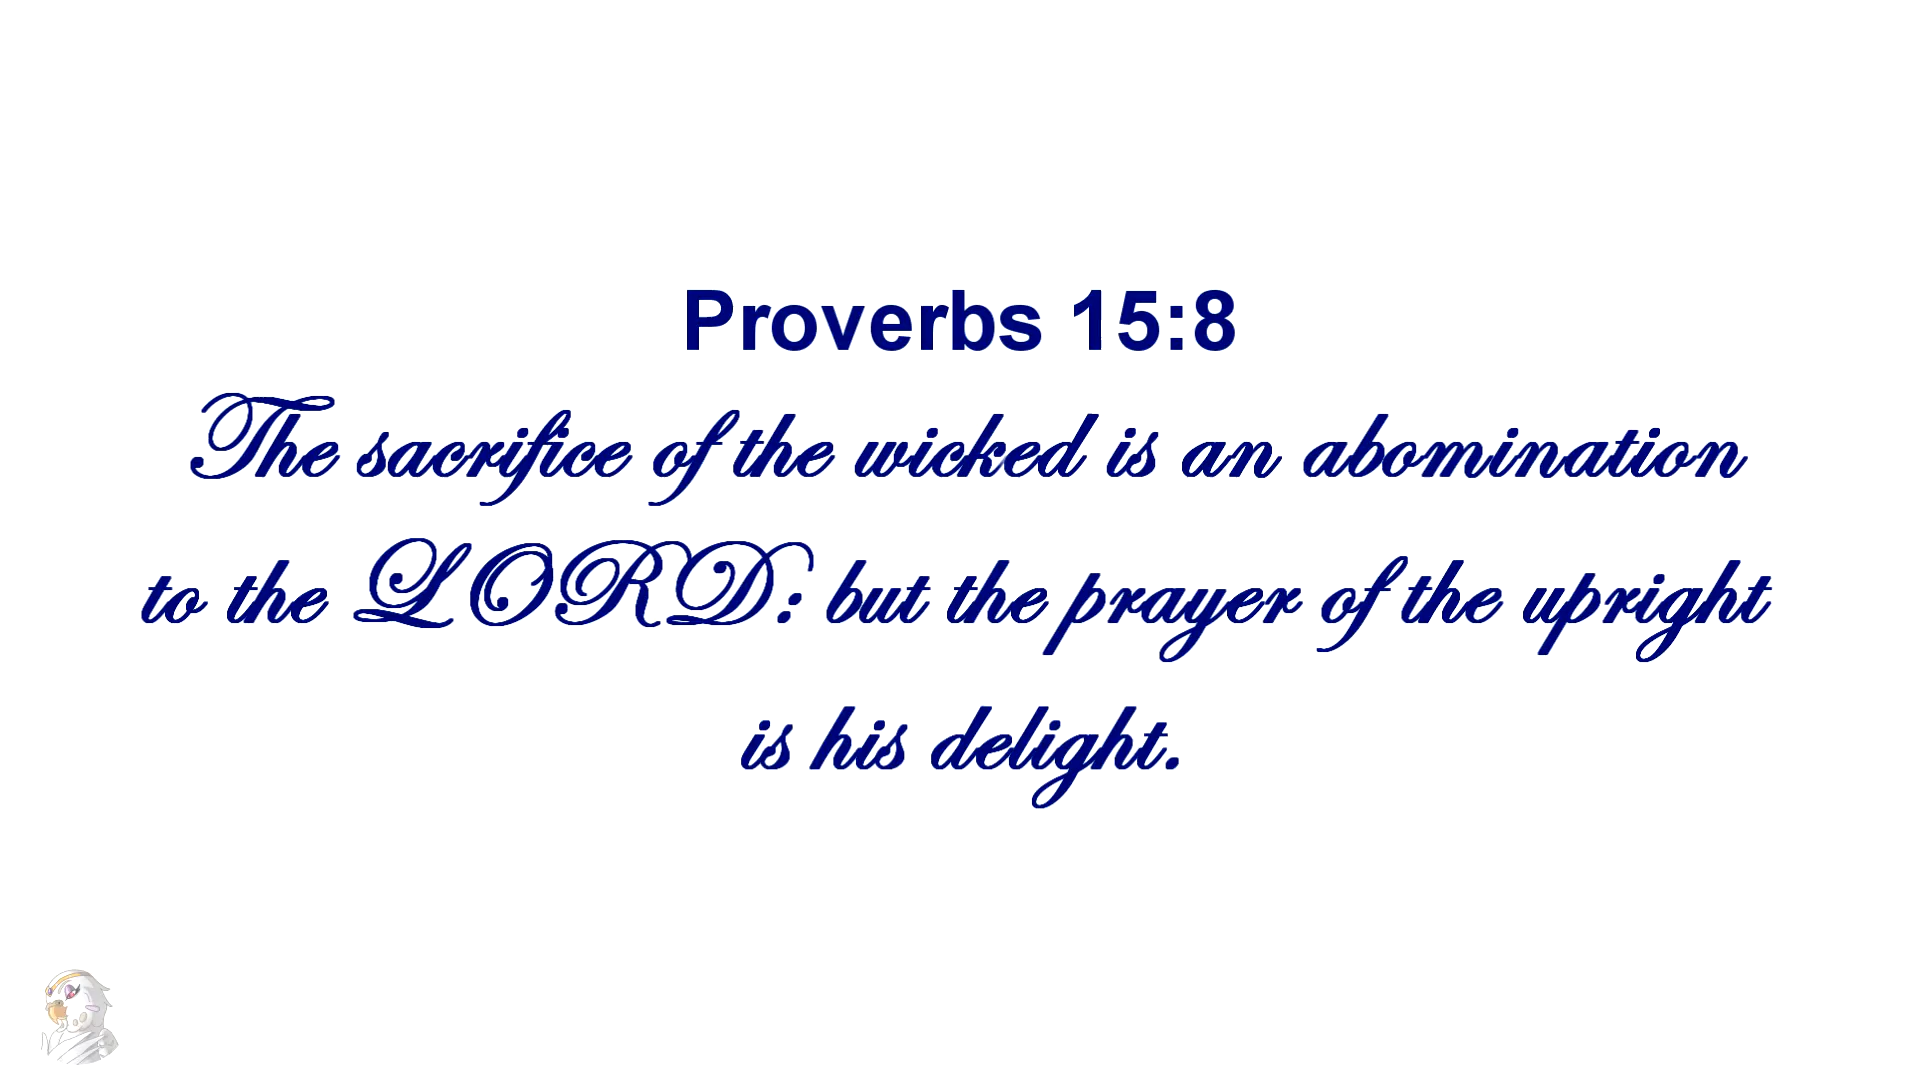 Proverbs 15:8
The sacrifice of the wicked is an abomination
to the LORD: but the prayer of the upright
is his delight.